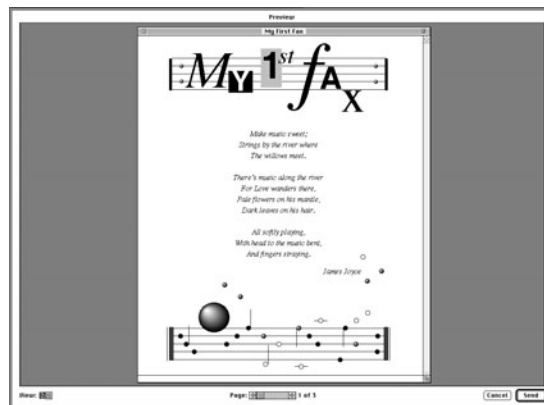 Preview
My First Fax
My 1st fAX
Make music sweet;
Strings by the river where
The willows meet.
There's music along the river
For Love wanders there,
Pale flowers on his mantle,
Dark leaves on his hair.
All softly playing,
With head to the music bent,
And fingers straying.
James Joyce
View:
Page: 1 of 3
Cancel
Send